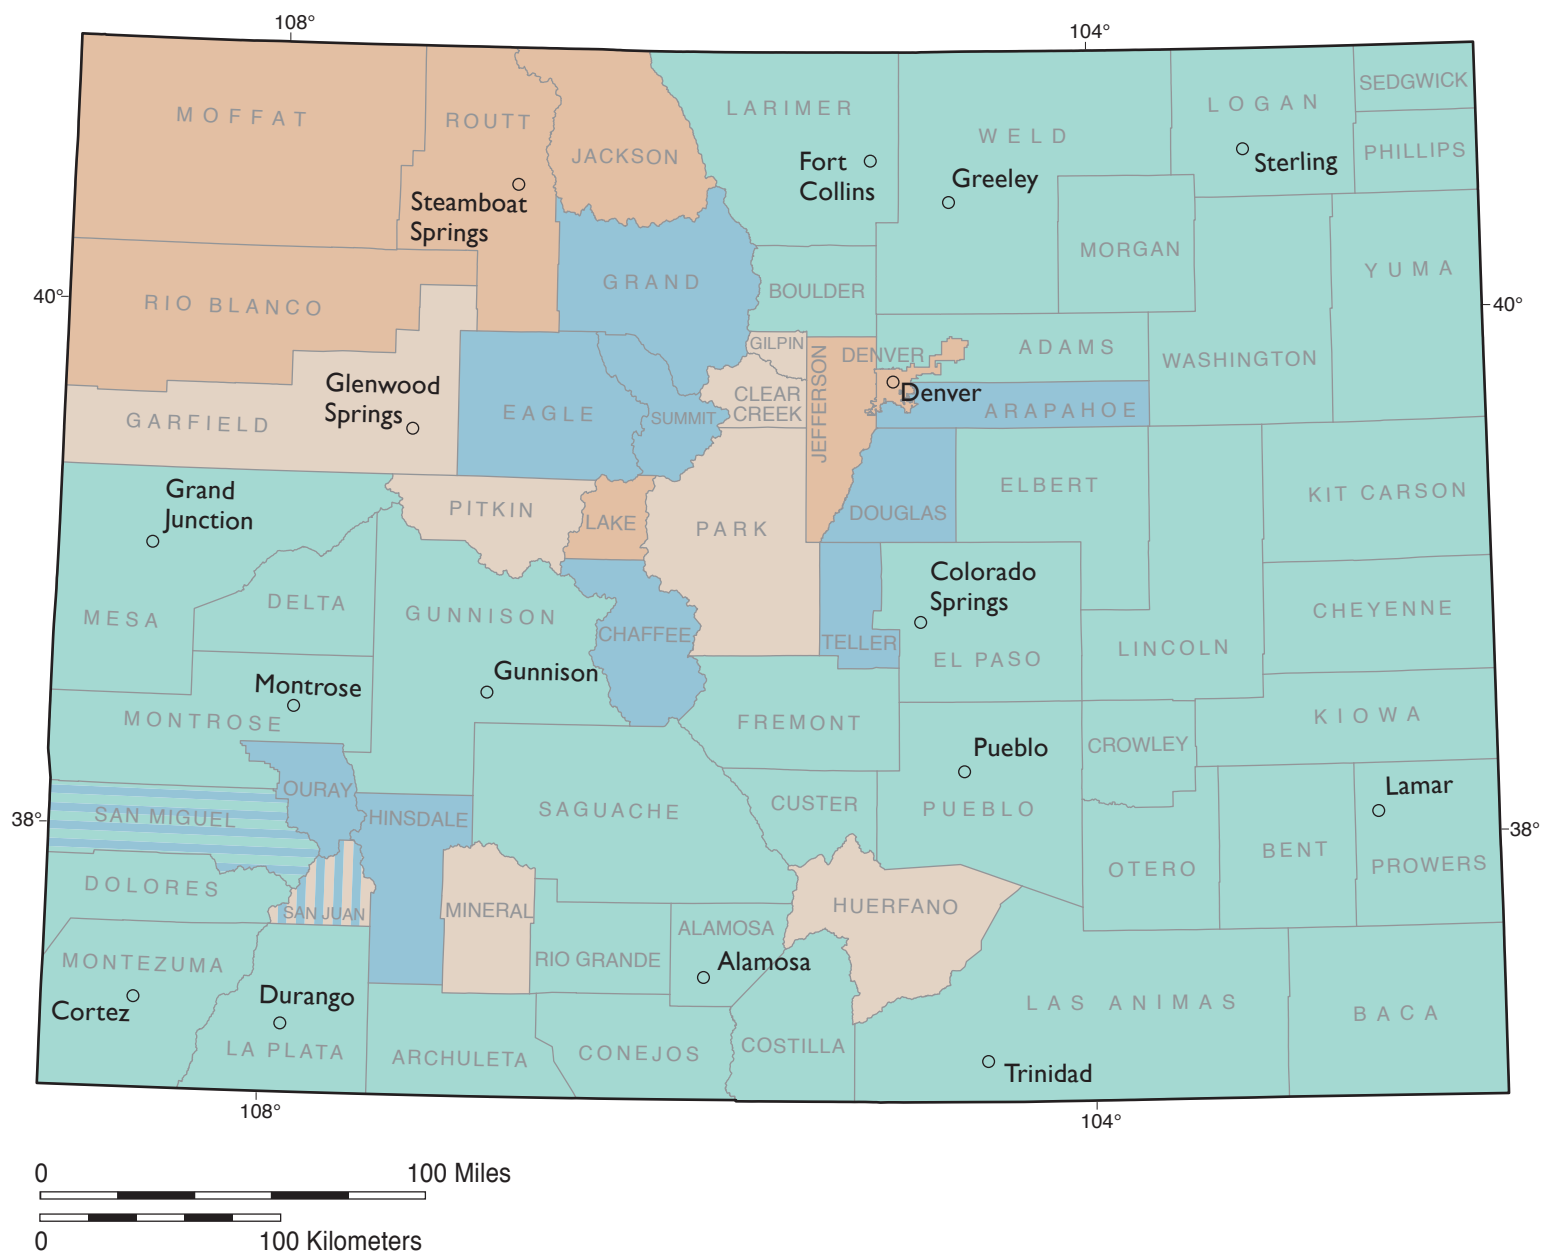 108°
104°
MOFFAT
ROUTT
JACKSON
LARIMER
WELD
LOGAN
SEDGWICK
PHILLIPS
Fort
Collins
Greeley
Sterling
Steamboat
Springs
MORGAN
YUMA
40°
RIO BLANCO
GRAND
BOULDER
40°
GILPIN
JEFFERSON
DENVER
ADAMS
WASHINGTON
Glenwood
Springs
GARFIELD
EAGLE
SUMMIT
CLEAR
CREEK
Denver
ARAPAHOE
Grand
Junction
PITKIN
LAKE
PARK
DOUGLAS
ELBERT
KIT CARSON
MESA
DELTA
GUNNISON
CHAFFEE
TELLER
Colorado
Springs
EL PASO
LINCOLN
CHEYENNE
Montrose
MONTROSE
Gunnison
FREMONT
Pueblo
PUEBLO
CROWLEY
KIOWA
38°
SAN MIGUEL
OURAY
HINSDALE
SAGUACHE
CUSTER
Lamar
38°
OTERO
BENT
PROWERS
DOLORES
SAN JUAN
MINERAL
HUERFANO
ALAMOSA
RIO GRANDE
Alamosa
MONTEZUMA
Cortez
Durango
LA PLATA
ARCHULETA
CONEJOS
COSTILLA
LAS ANIMAS
Trinidad
BACA
108°
104°
0 100 Miles
0 100 Kilometers